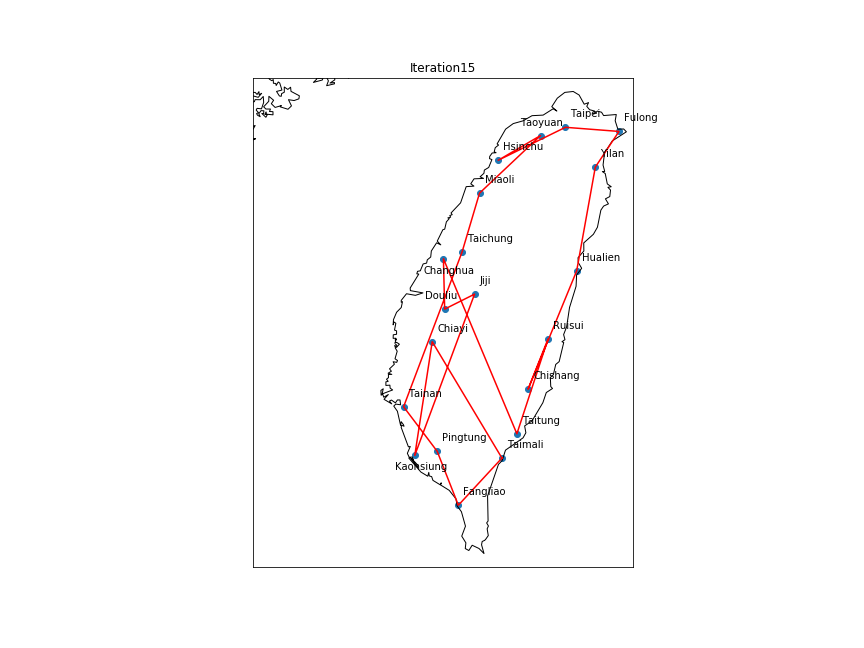 Iteration15
Taipei
Fulong
Taoyuan
Hsinchu
Yilan
Miaoli
Taichung
Hualien
Changhua
Jiji
Douliu
Ruisui
Chiayi
Chishang
Tainan
Taitung
Pingtung
Taimali
Kaohsiung
Fangliao